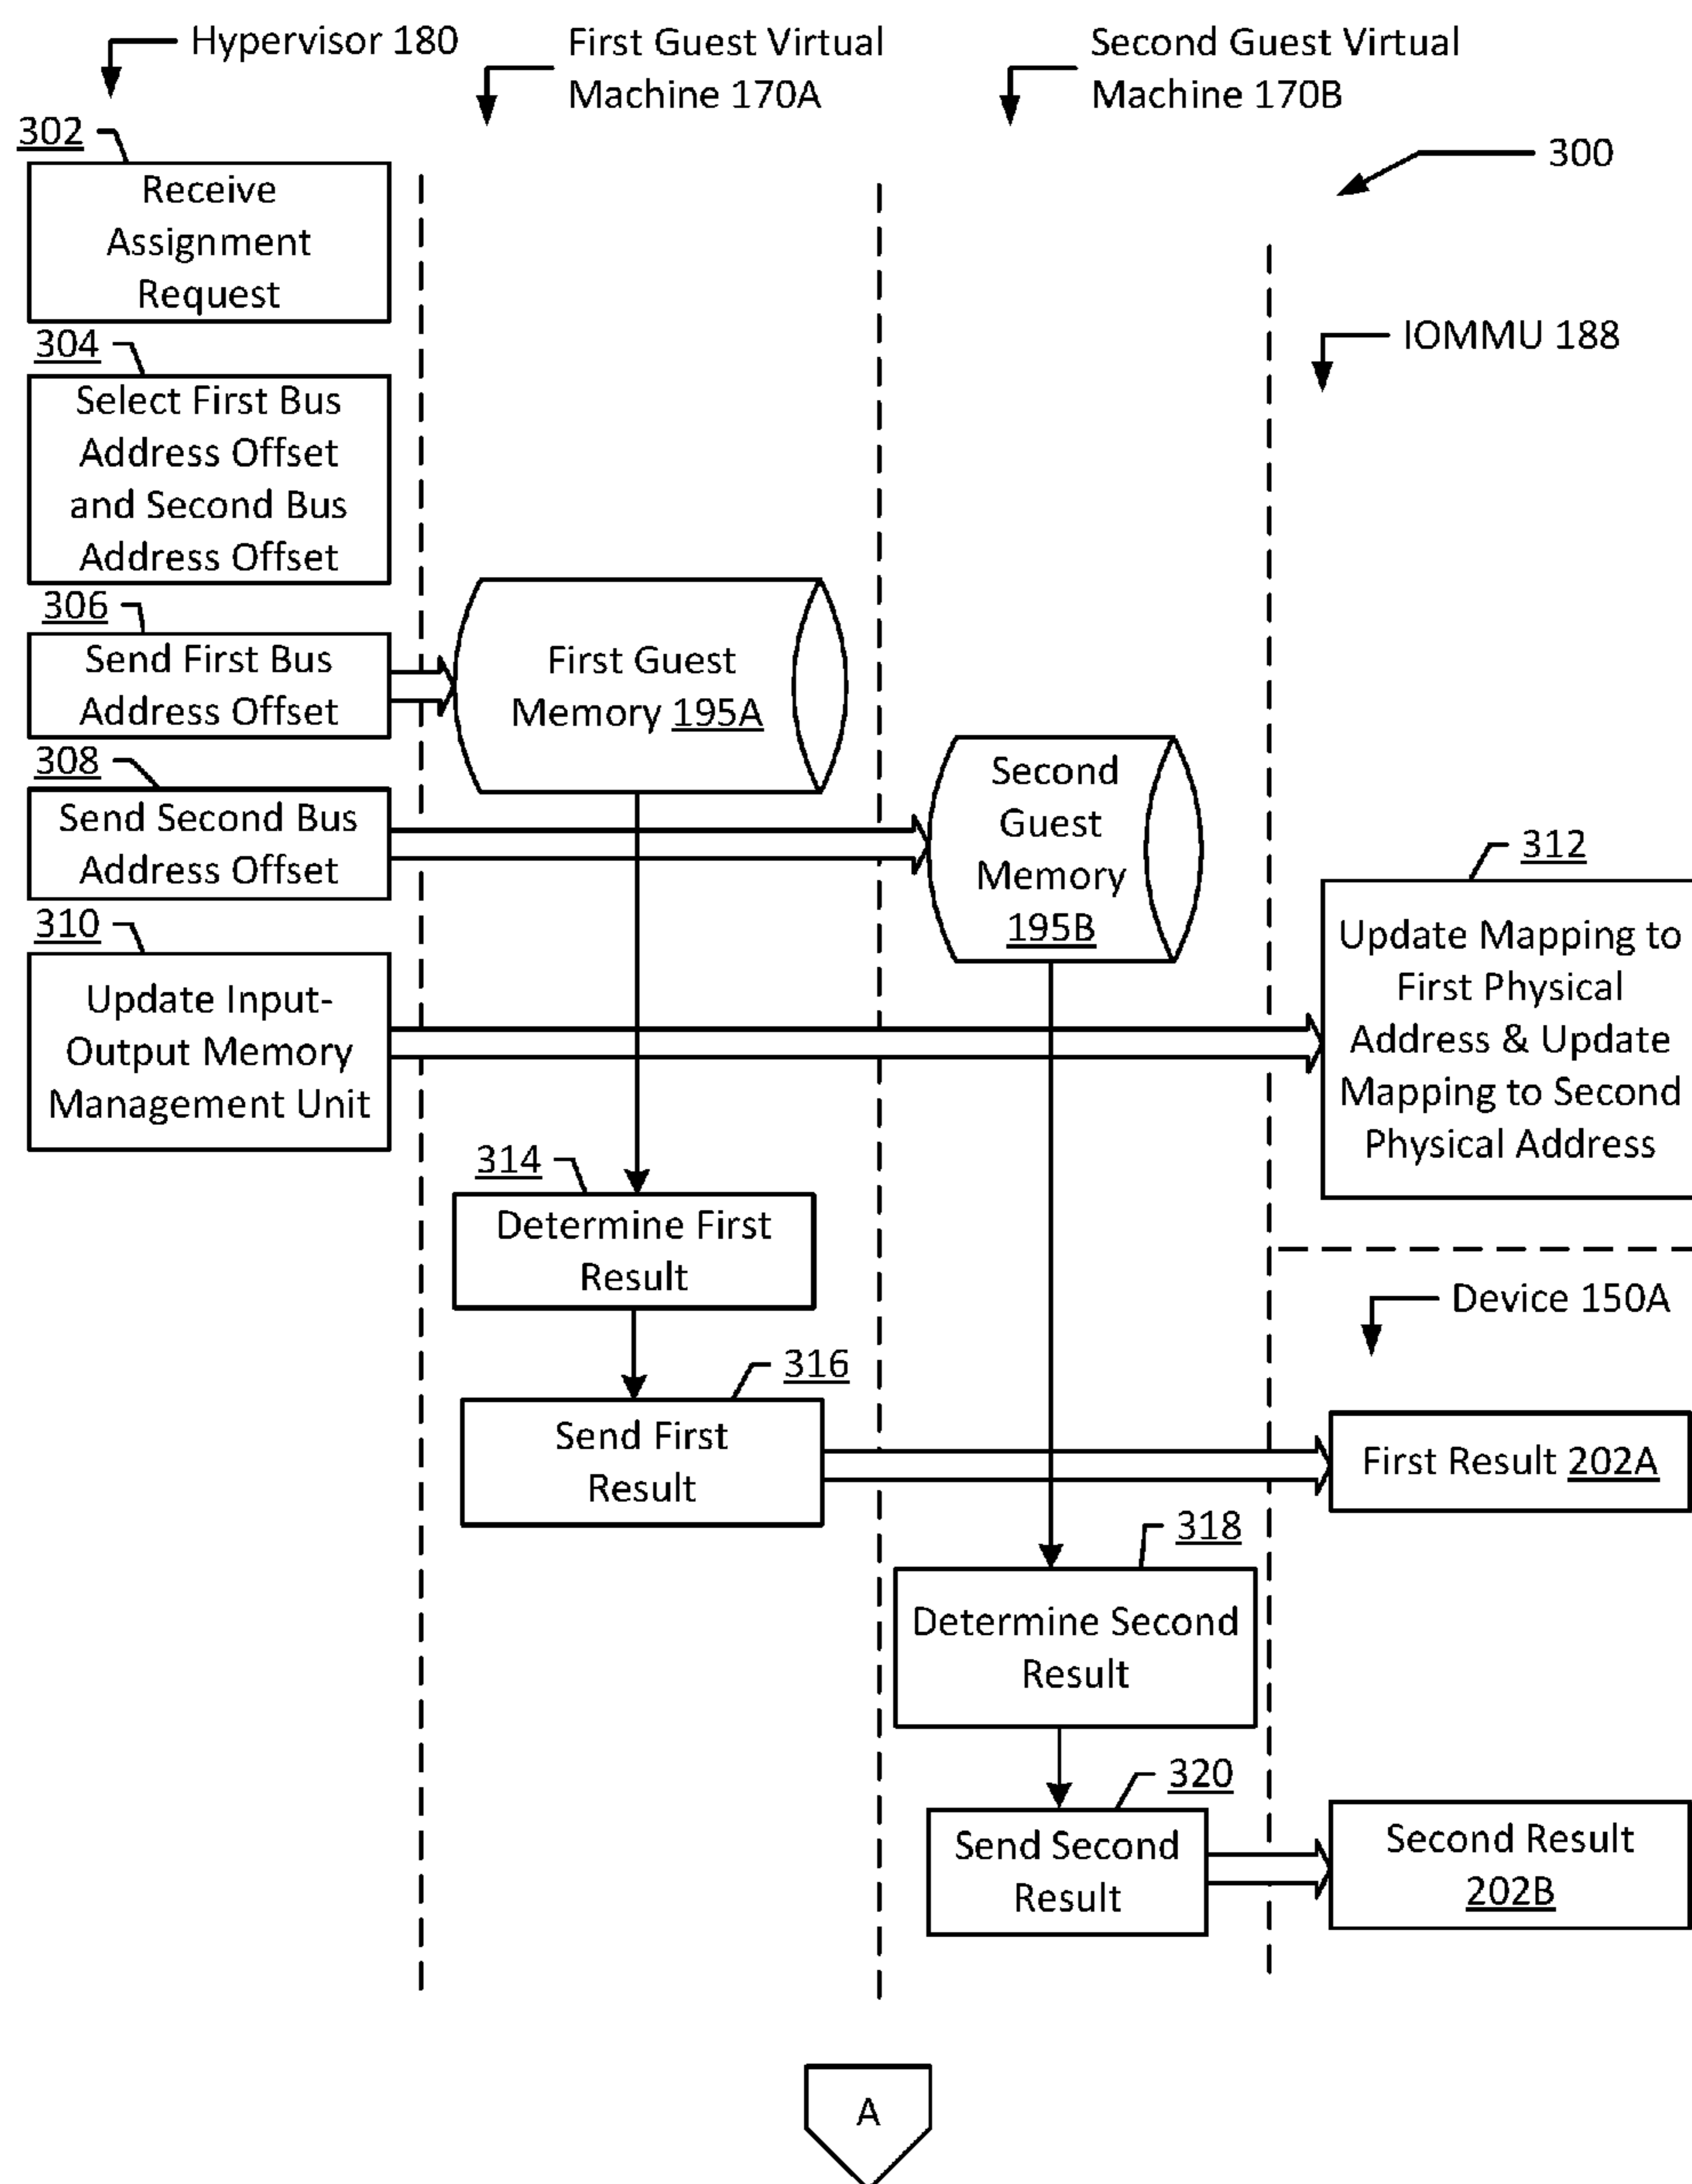 Hypervisor 180
First Guest Virtual
Machine 170A
Second Guest Virtual
Machine 170B
300
302
Receive
Assignment
Request
304
Select First Bus
Address Offset
and Second Bus
Address Offset
IOMMU 188
306
Send First Bus
Address Offset
First Guest
Memory 195A
308
Send Second Bus
Address Offset
Second
Guest
Memory
195B
310
Update Input-
Output Memory
Management Unit
312
Update Mapping to
First Physical
Address & Update
Mapping to Second
Physical Address
314
Determine First
Result
Device 150A
316
Send First
Result
First Result 202A
318
Determine Second
Result
320
Send Second
Result
Second Result
202B
A